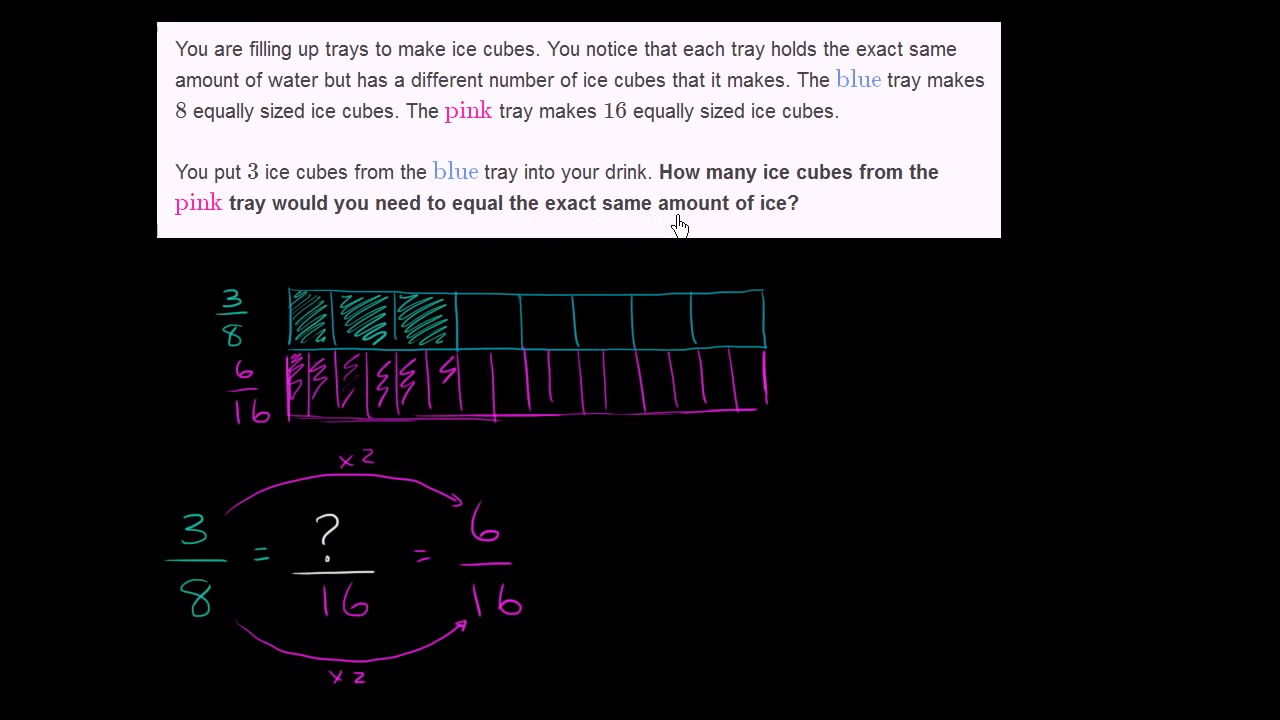 You are filling up trays to make ice cubes. You notice that each tray holds the exact same
amount of water but has a different number of ice cubes that it makes. The blue tray makes
8 equally sized ice cubes. The pink tray makes 16 equally sized ice cubes.
You put 3 ice cubes from the blue tray into your drink. How many ice cubes from the
pink tray would you need to equal the exact same amount of ice?
3
8
6
16
x 2
3 ? 6
= =
8 16 16
x 2